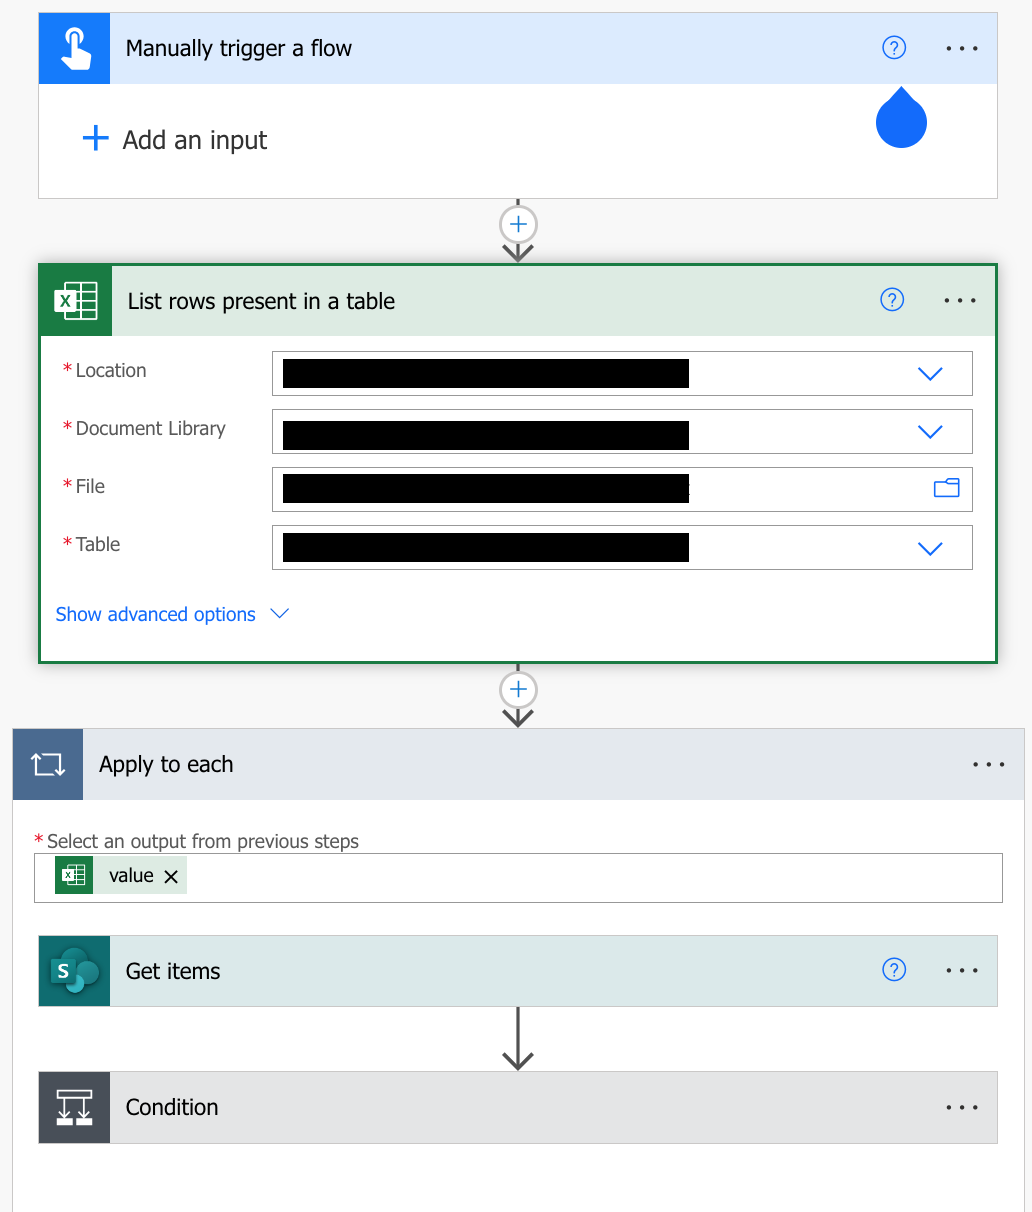 Manually trigger a flow
?
Add an input
X
List rows present in a table
?
*Location
*Document Library
*File
*Table
Show advanced options
Apply to each
*Select an output from previous steps
X
value
S
Get items
?
Condition